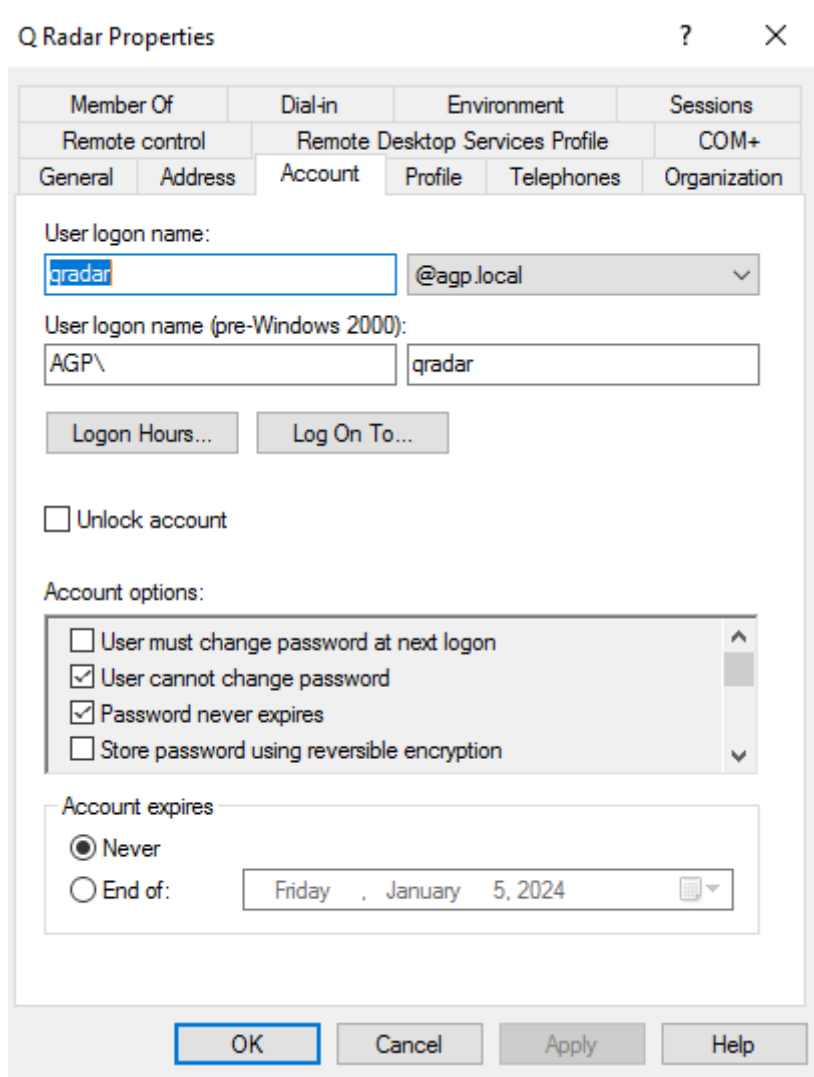 Q Radar Properties ? ×
Member Of Dial-in Environment Sessions
Remote control Remote Desktop Services Profile COM+
General Address Account Profile Telephones Organization
User logon name:
qradar @agp.local
User logon name (pre-Windows 2000):
AGP\ qradar
Logon Hours... Log On To...
Unlock account
Account options:
User must change password at next logon
User cannot change password
Password never expires
Store password using reversible encryption
Account expires
Never
End of: Friday , January 5, 2024
OK Cancel Apply Help